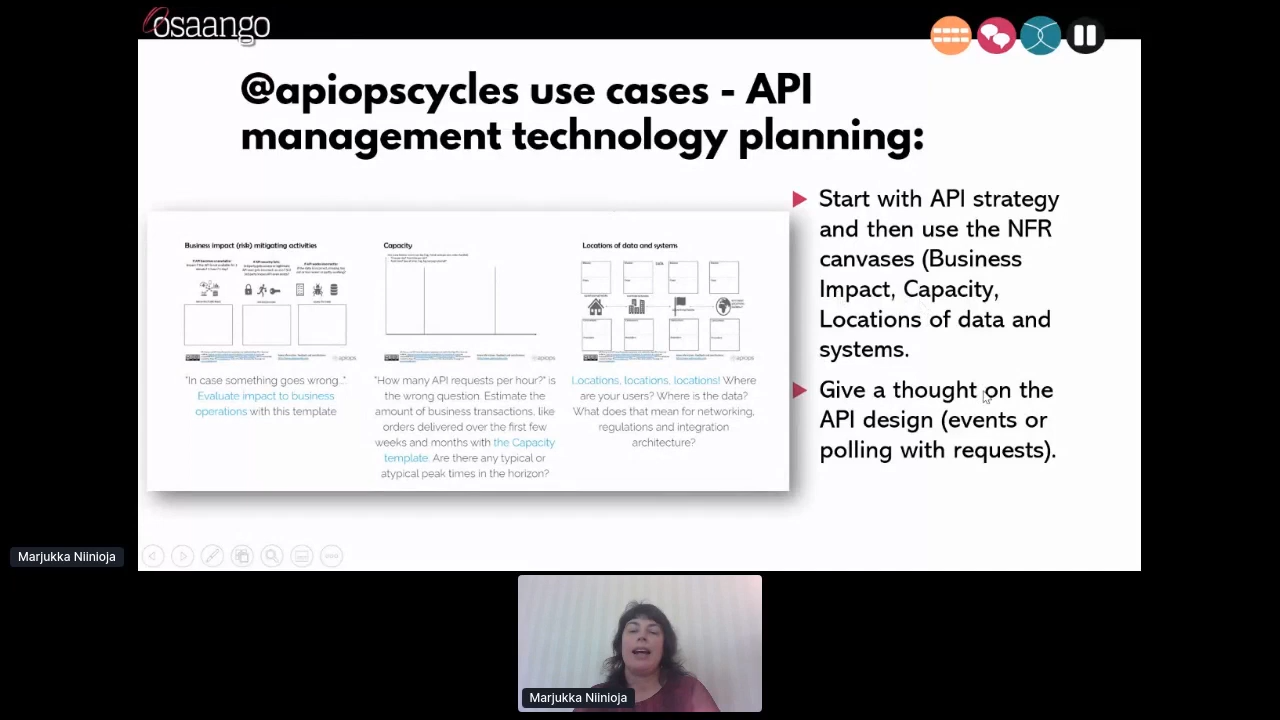 osaango
@apiopscycles use cases - API
management technology planning:
Business impact (risk) mitigating activities
Capacity
Locations of data and systems
"In case something goes wrong..."
Evaluate impact to business
operations with this template
"How many API requests per hour?" is
the wrong question. Estimate the
amount of business transactions, like
orders delivered over the first few
weeks and months with the Capacity
template. Are there any typical or
atypical peak times in the horizon?
Locations, locations, locations! Where
are your users? Where is the data?
What does that mean for networking,
regulations and integration
architecture?
Start with API strategy
and then use the NFR
canvases (Business
Impact, Capacity,
Locations of data and
systems.
Give a thought on the
API design (events or
polling with requests).
Marjukka Niinioja
Marjukka Niinioja